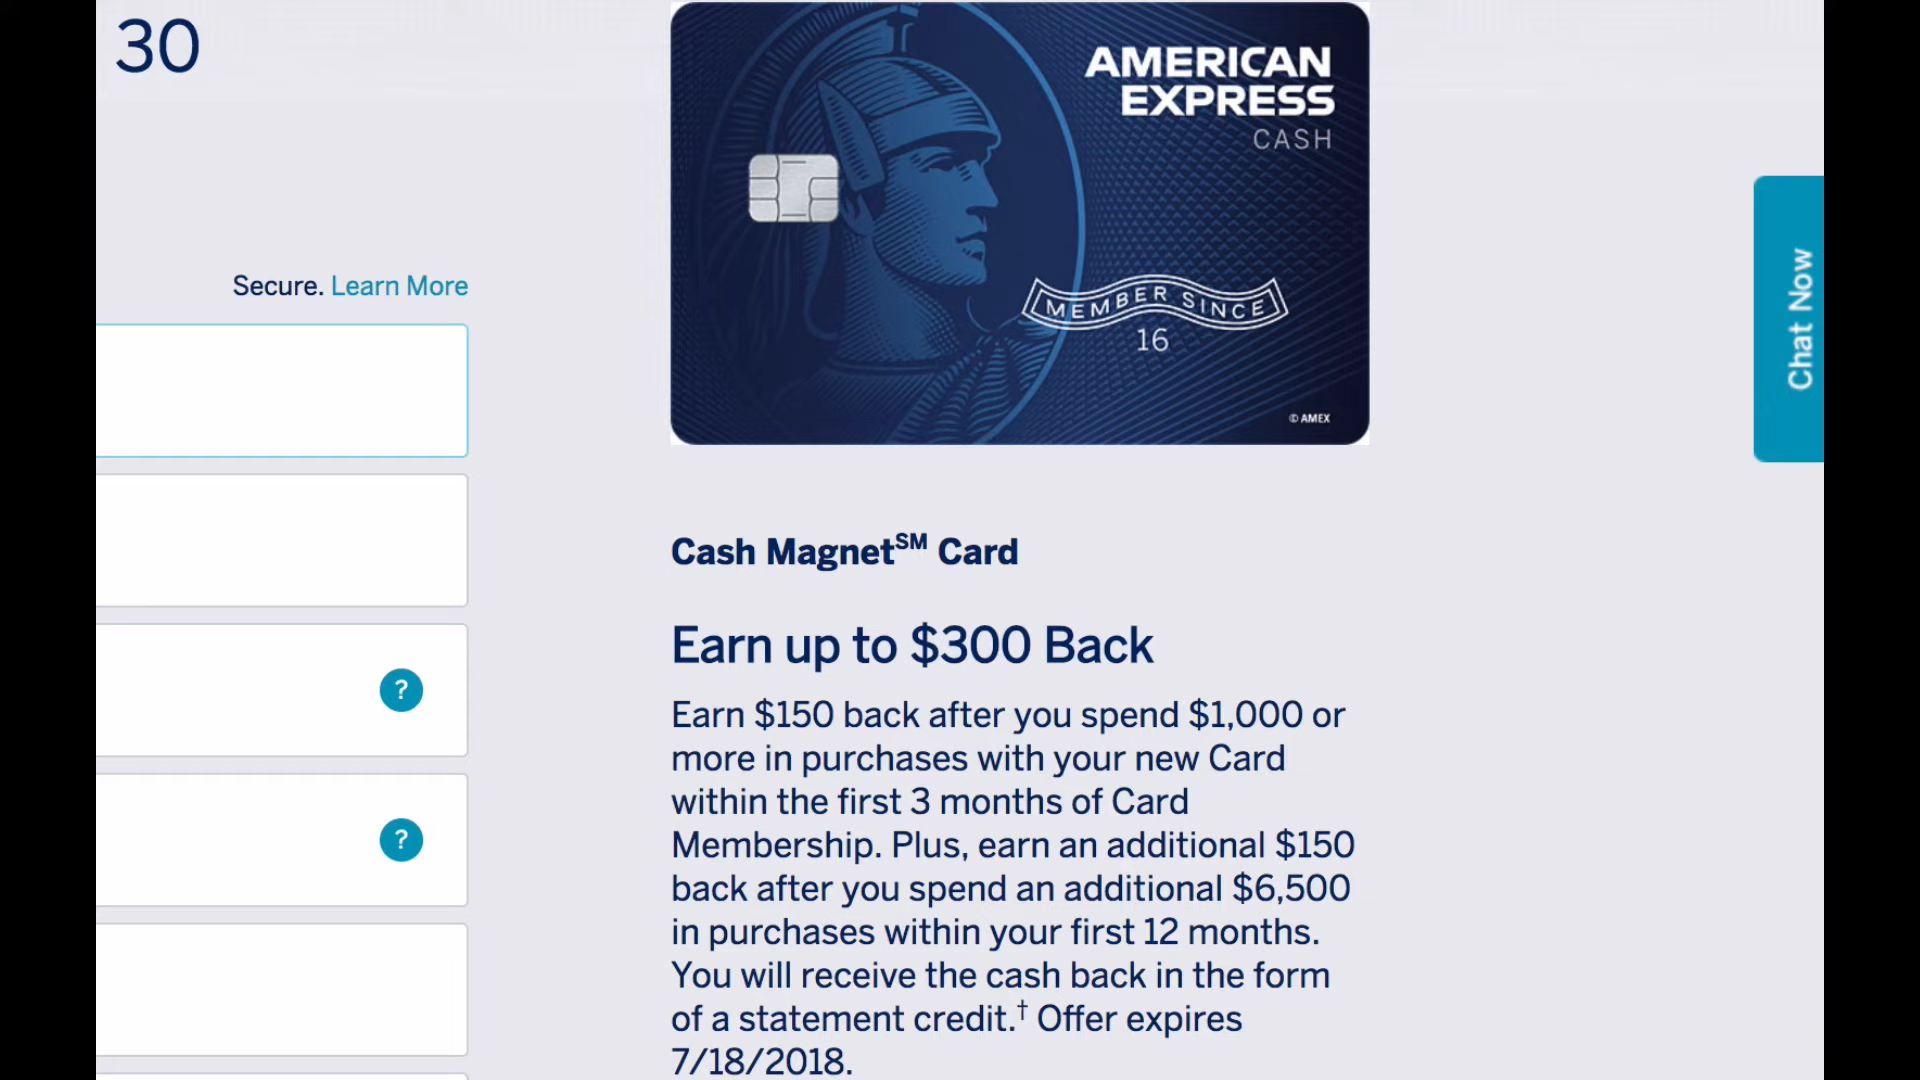 30
Secure. Learn More
?
?
AMERICAN
EXPRESS
CASH
MEMBER SINCE
16
© AMEX
Cash Magnet℠ Card
Earn up to $300 Back
Earn $150 back after you spend $1,000 or
more in purchases with your new Card
within the first 3 months of Card
Membership. Plus, earn an additional $150
back after you spend an additional $6,500
in purchases within your first 12 months.
You will receive the cash back in the form
of a statement credit.† Offer expires
7/18/2018.
Chat Now